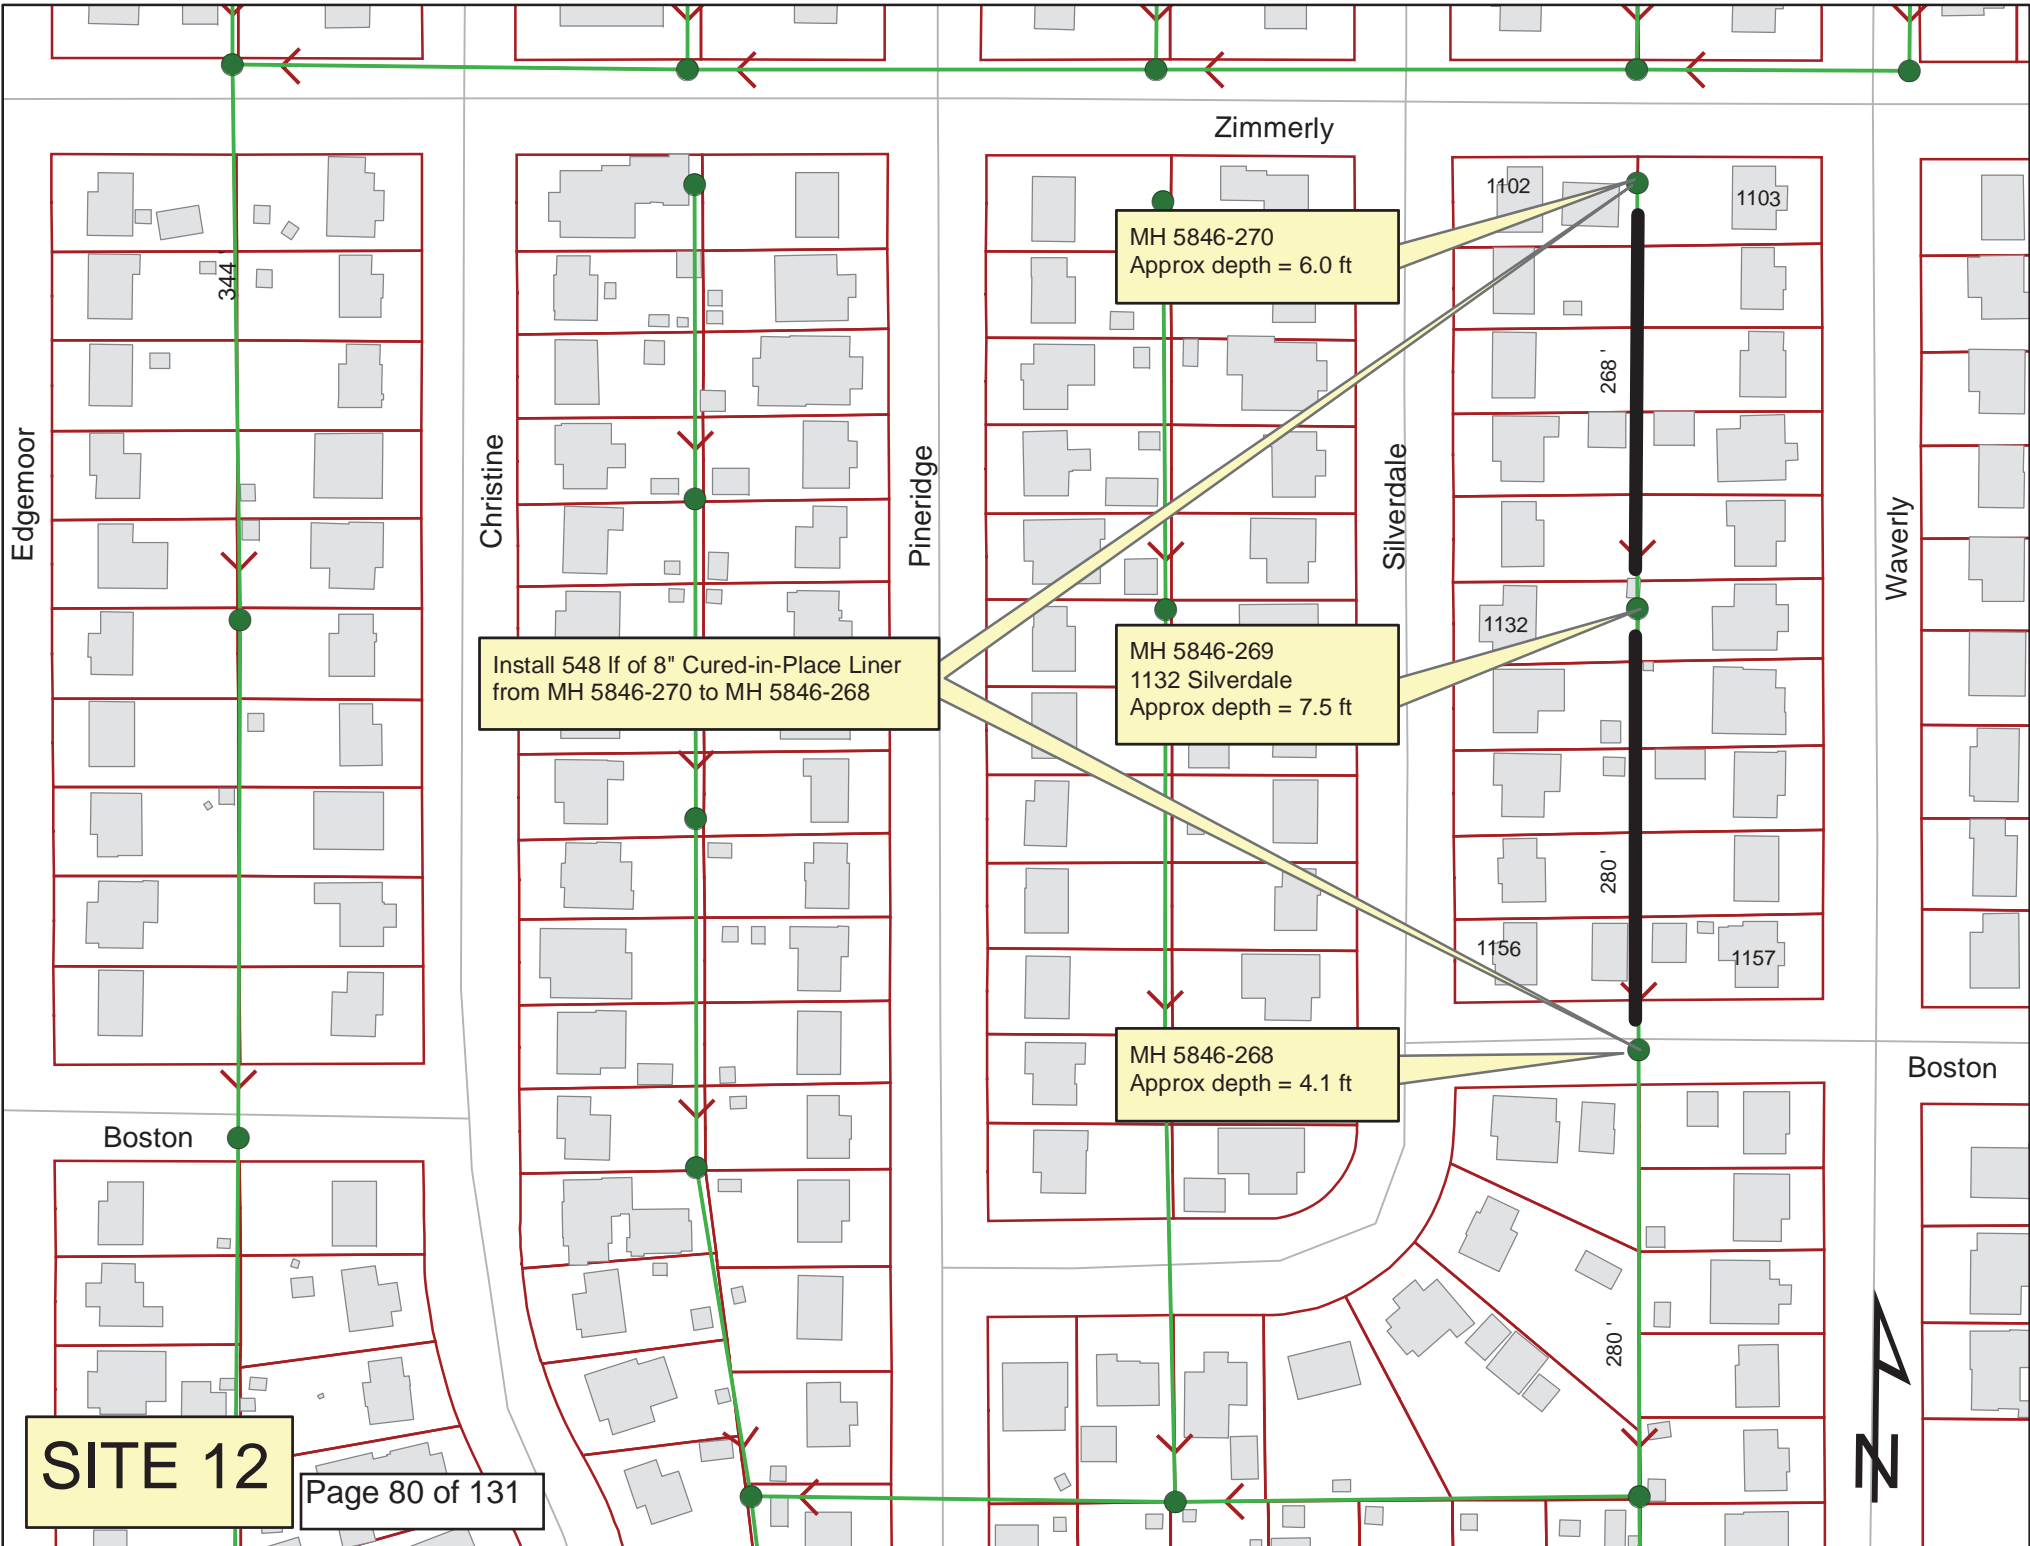 Zimmerly
1102
1103
MH 5846-270
Approx depth = 6.0 ft
344 '
268 '
Edgemoor
Christine
Pineridge
Silverdale
Waverly
1132
Install 548 lf of 8" Cured-in-Place Liner
from MH 5846-270 to MH 5846-268
MH 5846-269
1132 Silverdale
Approx depth = 7.5 ft
280 '
1156
1157
MH 5846-268
Approx depth = 4.1 ft
Boston
Boston
280 '
SITE 12
Page 80 of 131
N